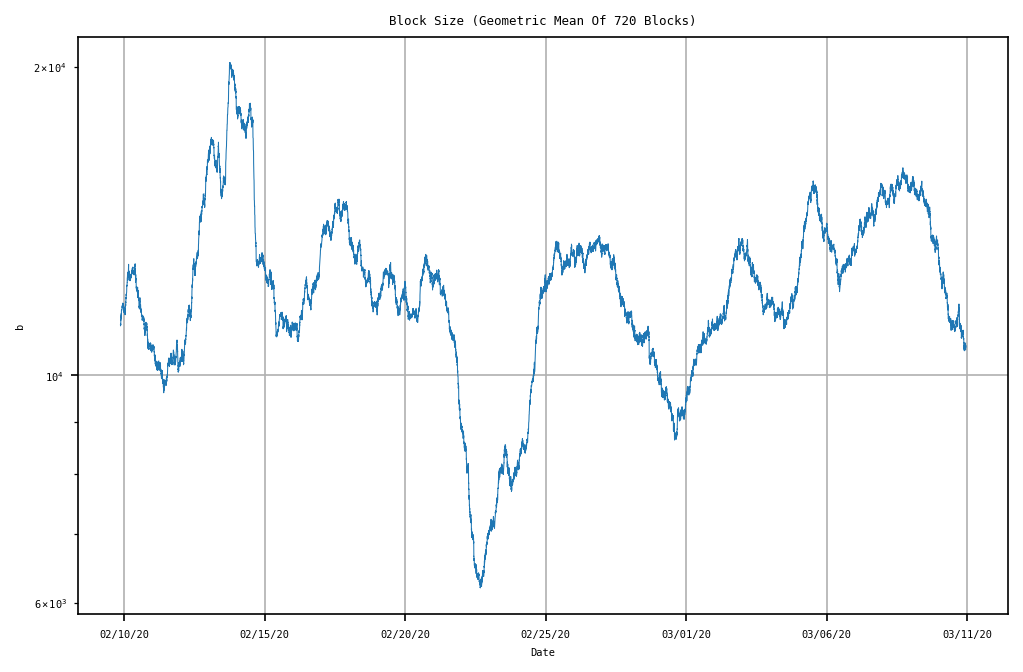 Block Size (Geometric Mean Of 720 Blocks)
2×10⁴
b
10⁴
6×10³
02/10/20 02/15/20 02/20/20 02/25/20 03/01/20 03/06/20 03/11/20
Date